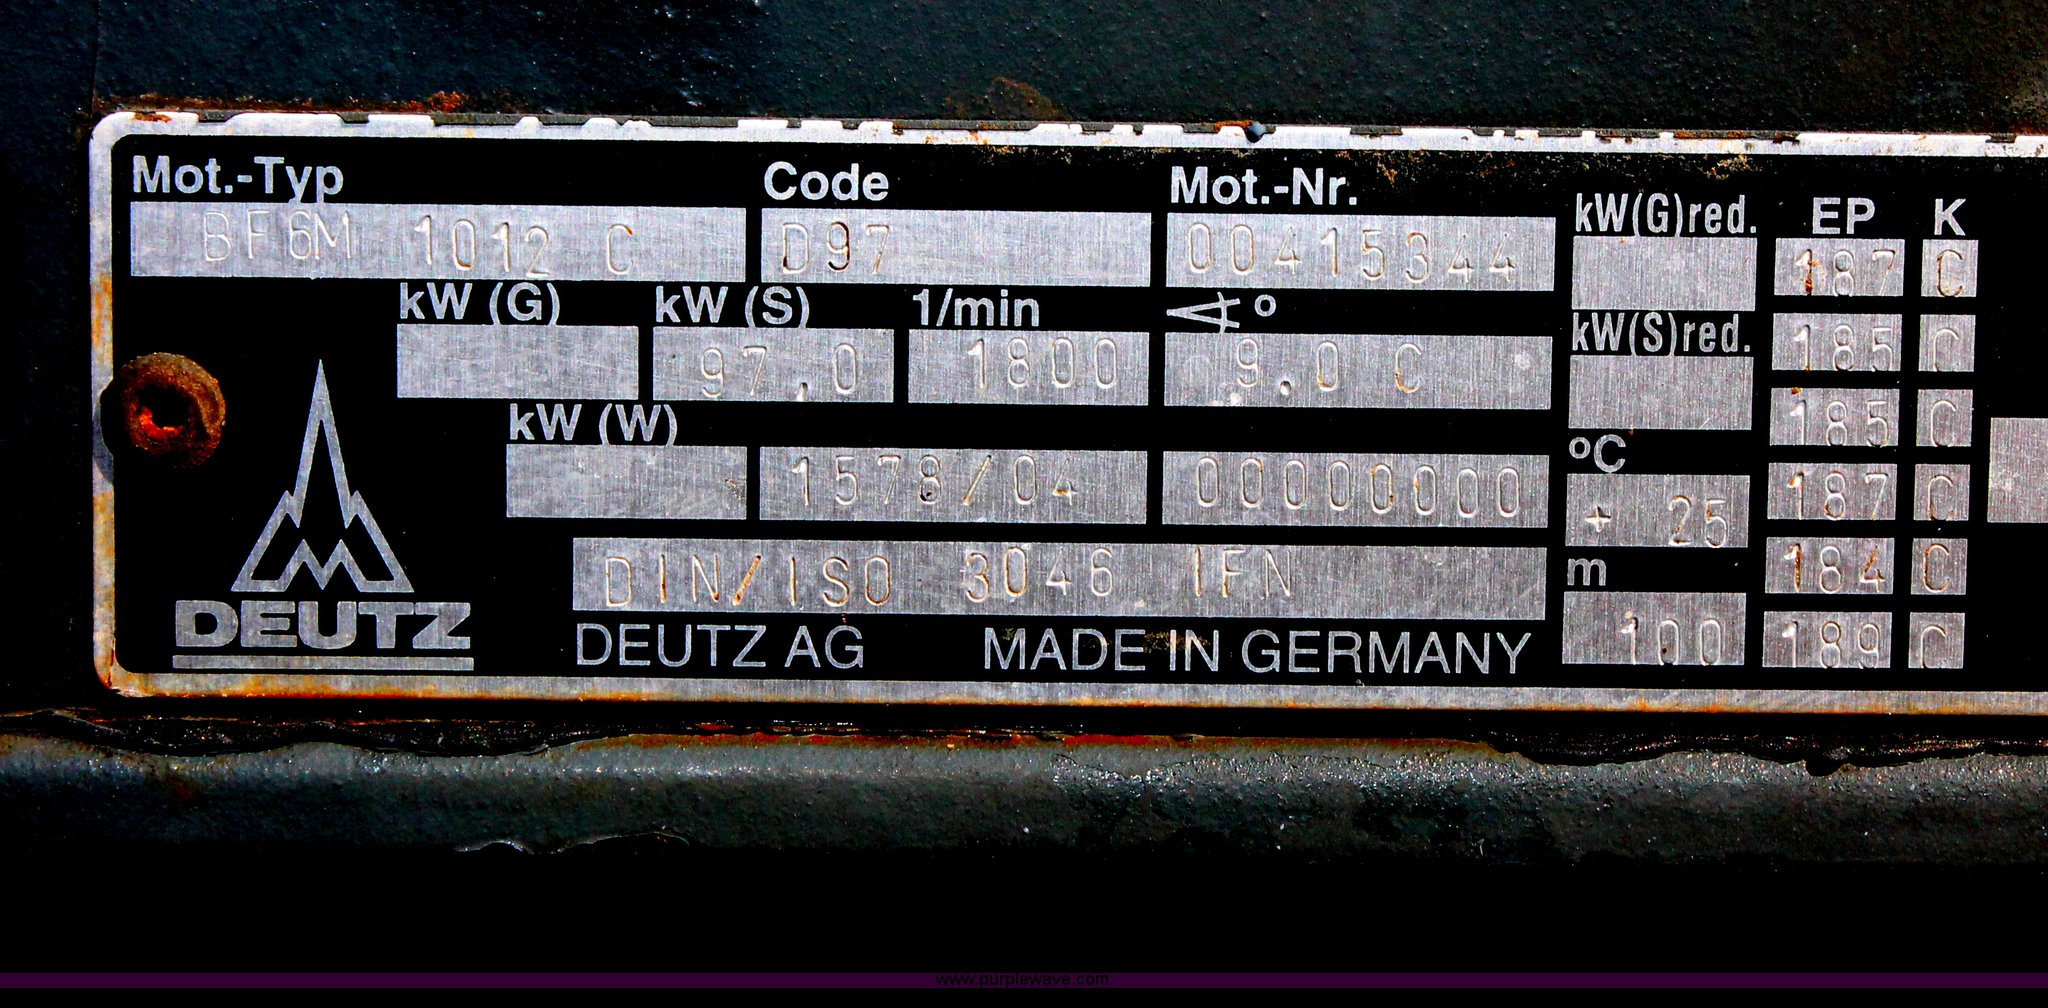 Mot.-Typ Code Mot.-Nr. kW(G)red. EP K
BF6M 1012 C D97 00415344 187 C
kW (G) kW (S) 1/min ∢° kW(S)red. 185 C
97.0 1800 9.0 C 185 C
kW (W) °C
1578/04 00000000 + 25 187 C
DIN/ISO 3046 IFN m 184 C
DEUTZ 100 189 C
DEUTZ AG MADE IN GERMANY
www.purplewave.com